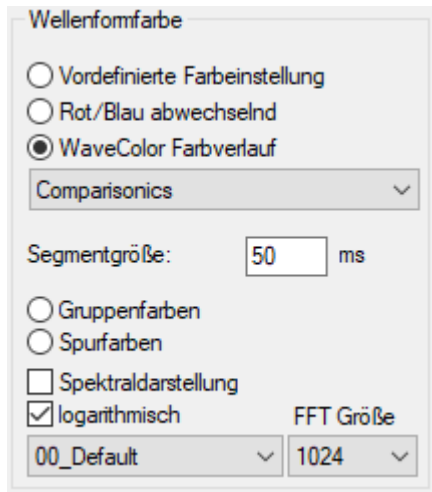 Wellenformfarbe
Vordefinierte Farbeinstellung
Rot/Blau abwechselnd
WaveColor Farbverlauf
Comparisonics
Segmentgröße: 50 ms
Gruppenfarben
Spurfarben
Spektraldarstellung
logarithmisch FFT Größe
00_Default 1024